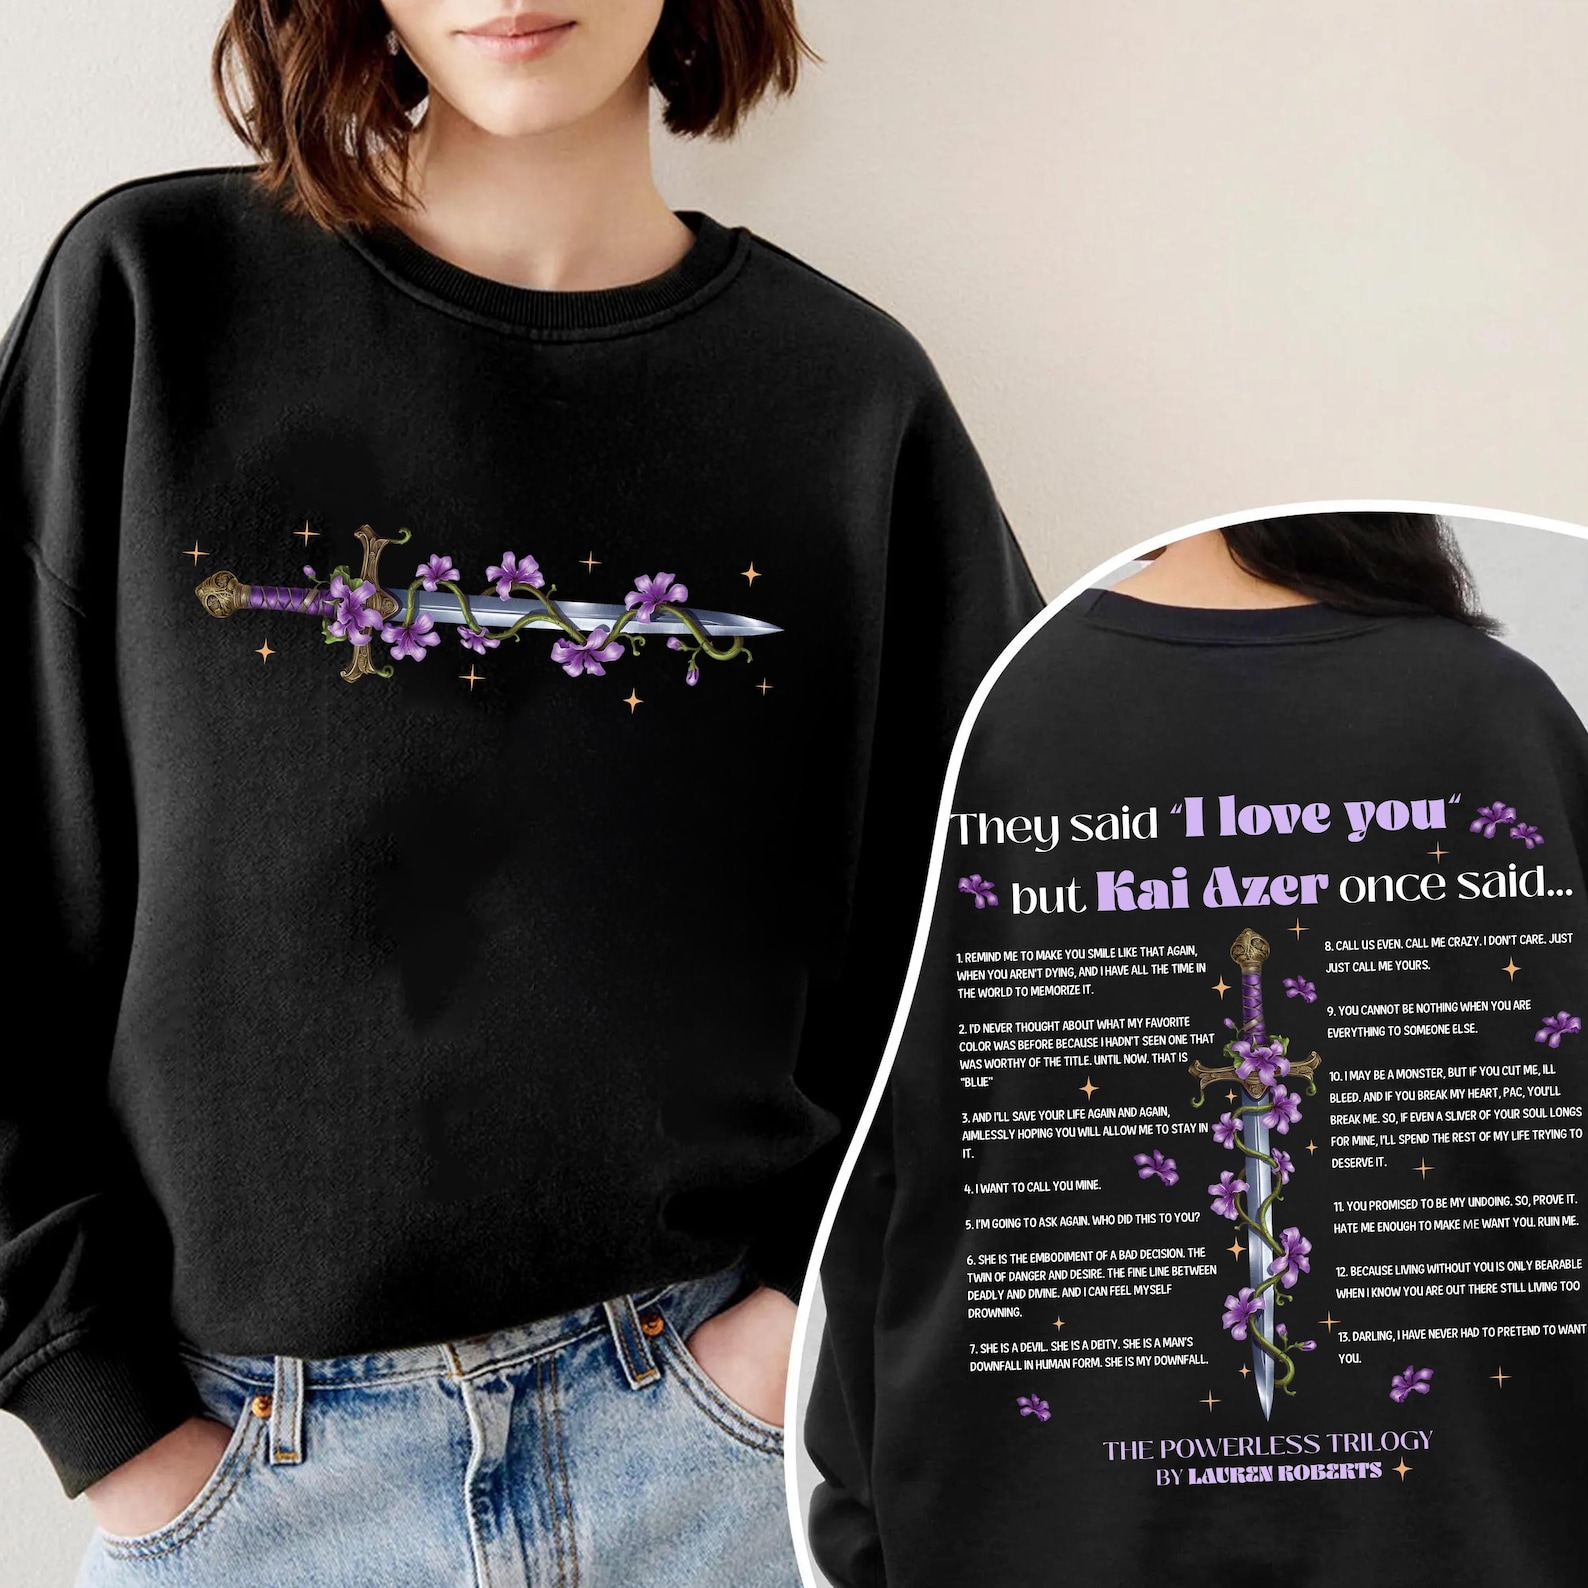 They said “I love you“
but Kai Azer once said...
1. REMIND ME TO MAKE YOU SMILE LIKE THAT AGAIN,
WHEN YOU AREN'T DYING, AND I HAVE ALL THE TIME IN
THE WORLD TO MEMORIZE IT.
2. I'D NEVER THOUGHT ABOUT WHAT MY FAVORITE
COLOR WAS BEFORE BECAUSE I HADN'T SEEN ONE THAT
WAS WORTHY OF THE TITLE. UNTIL NOW. THAT IS
"BLUE"
3. AND I'LL SAVE YOUR LIFE AGAIN AND AGAIN,
AIMLESSLY HOPING YOU WILL ALLOW ME TO STAY IN
IT.
4. I WANT TO CALL YOU MINE.
5. I'M GOING TO ASK AGAIN. WHO DID THIS TO YOU?
6. SHE IS THE EMBODIMENT OF A BAD DECISION. THE
TWIN OF DANGER AND DESIRE. THE FINE LINE BETWEEN
DEADLY AND DIVINE. AND I CAN FEEL MYSELF
DROWNING.
7. SHE IS A DEVIL. SHE IS A DEITY. SHE IS A MAN'S
DOWNFALL IN HUMAN FORM. SHE IS MY DOWNFALL.
8. CALL US EVEN. CALL ME CRAZY. I DON'T CARE. JUST
JUST CALL ME YOURS.
9. YOU CANNOT BE NOTHING WHEN YOU ARE
EVERYTHING TO SOMEONE ELSE.
10. I MAY BE A MONSTER, BUT IF YOU CUT ME, ILL
BLEED. AND IF YOU BREAK MY HEART, PAC, YOU'LL
BREAK ME. SO, IF EVEN A SLIVER OF YOUR SOUL LONGS
FOR MINE, I'LL SPEND THE REST OF MY LIFE TRYING TO
DESERVE IT.
11. YOU PROMISED TO BE MY UNDOING. SO, PROVE IT.
HATE ME ENOUGH TO MAKE ME WANT YOU. RUIN ME.
12. BECAUSE LIVING WITHOUT YOU IS ONLY BEARABLE
WHEN I KNOW YOU ARE OUT THERE STILL LIVING TOO
13. DARLING, I HAVE NEVER HAD TO PRETEND TO WANT
YOU.
THE POWERLESS TRILOGY
BY LAUREN ROBERTS